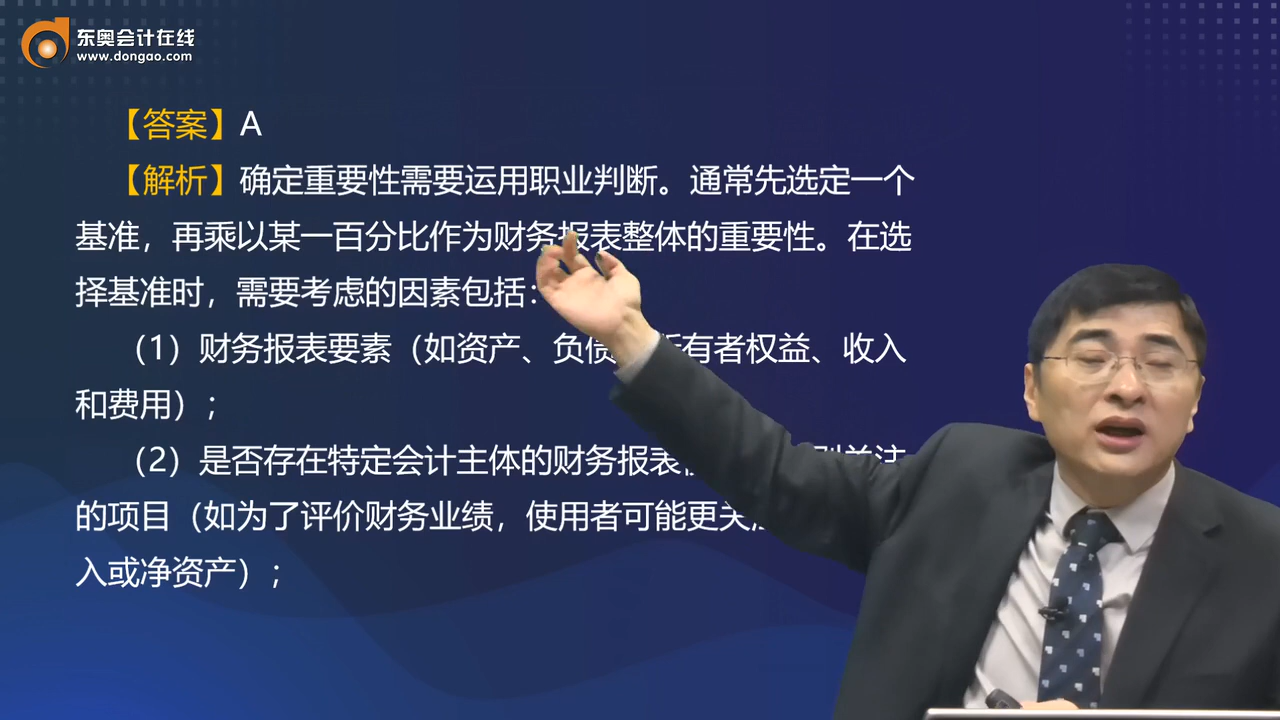 东奥会计在线
www.dongao.com
【答案】A
【解析】确定重要性需要运用职业判断。通常先选定一个
基准，再乘以某一百分比作为财务报表整体的重要性。在选
择基准时，需要考虑的因素包括：
（1）财务报表要素（如资产、负债 所有者权益、收入
和费用）；
（2）是否存在特定会计主体的财务报表 别关注
的项目（如为了评价财务业绩，使用者可能更关注
入或净资产）；